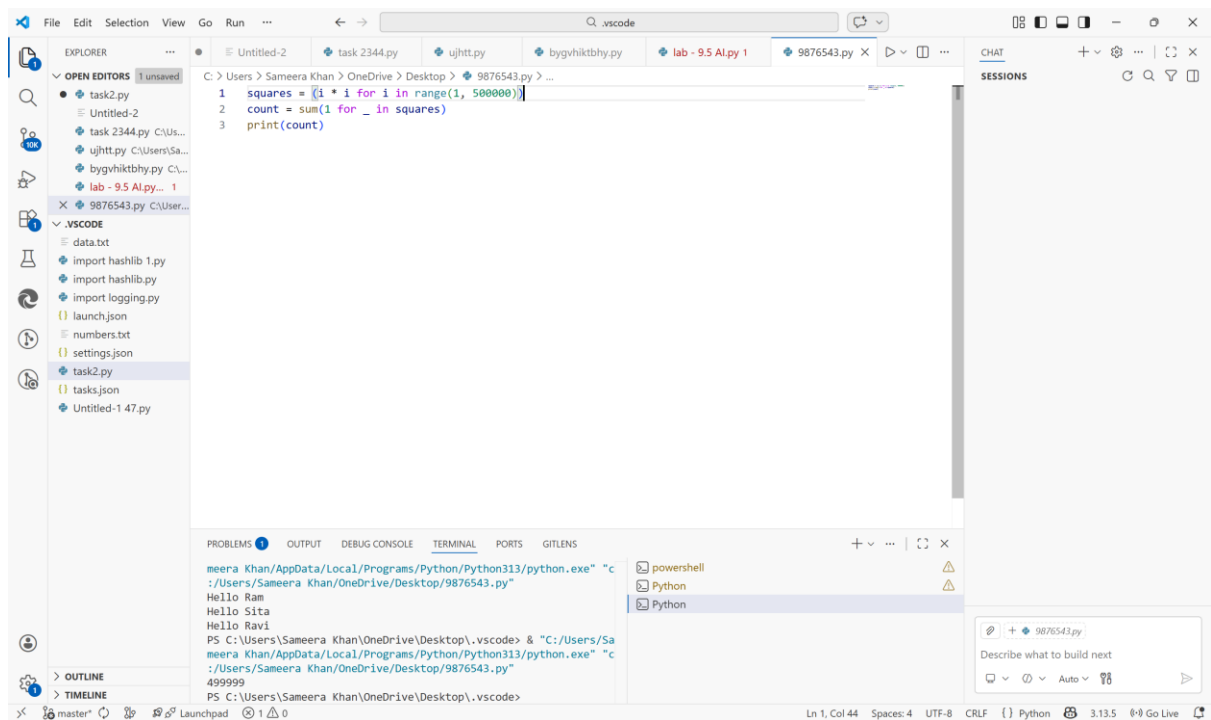 File Edit Selection View Go Run ··· ← → .vscode
EXPLORER ···
OPEN EDITORS 1 unsaved
task2.py
Untitled-2
task 2344.py C:\Us...
ujhtt.py C:\Users\Sa...
bygvhiktbhy.py C:\...
lab - 9.5 AI.py... 1
9876543.py C:\User...
.VSCODE
data.txt
import hashlib 1.py
import hashlib.py
import logging.py
{} launch.json
numbers.txt
{} settings.json
task2.py
{} tasks.json
Untitled-1 47.py
OUTLINE
TIMELINE
1
10K
1
1
Untitled-2 task 2344.py ujhtt.py bygvhiktbhy.py lab - 9.5 AI.py 1 9876543.py
C: > Users > Sameera Khan > OneDrive > Desktop > 9876543.py > ...
1 squares = (i * i for i in range(1, 500000))
2 count = sum(1 for _ in squares)
3 print(count)
PROBLEMS 1 OUTPUT DEBUG CONSOLE TERMINAL PORTS GITLENS
meera Khan/AppData/Local/Programs/Python/Python313/python.exe" "c
:/Users/Sameera Khan/OneDrive/Desktop/9876543.py"
Hello Ram
Hello Sita
Hello Ravi
PS C:\Users\Sameera Khan\OneDrive\Desktop\.vscode> & "C:/Users/Sa
meera Khan/AppData/Local/Programs/Python/Python313/python.exe" "c
:/Users/Sameera Khan/OneDrive/Desktop/9876543.py"
499999
PS C:\Users\Sameera Khan\OneDrive\Desktop\.vscode>
powershell
Python
Python
CHAT
SESSIONS
+ 9876543.py
Describe what to build next
Auto
master* Launchpad 1 0 Ln 1, Col 44 Spaces: 4 UTF-8 CRLF {} Python 3.13.5 Go Live